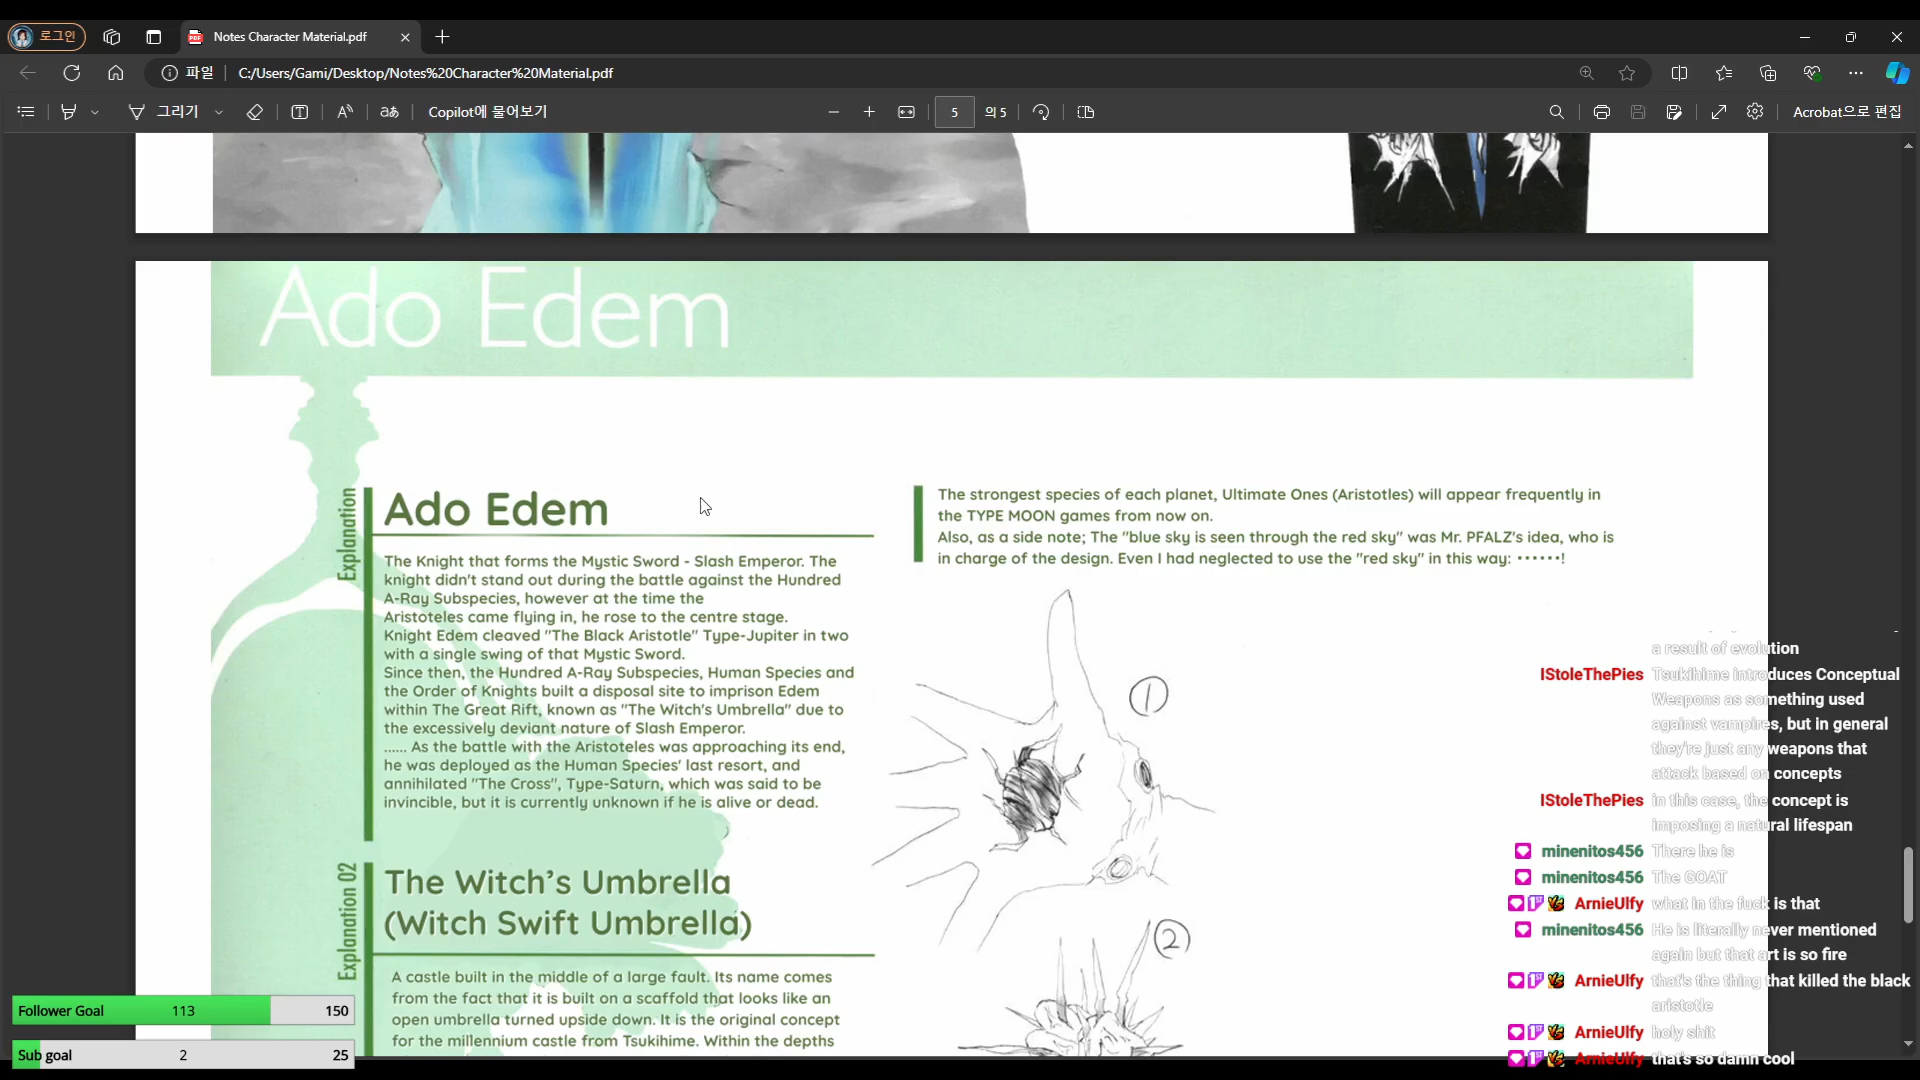 로그인
Notes Character Material.pdf
파일
C:/Users/Gami/Desktop/Notes%20Character%20Material.pdf
그리기
Copilot에 물어보기
5
의 5
Acrobat으로 편집
Ado Edem
Explanation
Ado Edem
The Knight that forms the Mystic Sword - Slash Emperor. The
knight didn't stand out during the battle against the Hundred
A-Ray Subspecies, however at the time the
Aristoteles came flying in, he rose to the centre stage.
Knight Edem cleaved "The Black Aristotle" Type-Jupiter in two
with a single swing of that Mystic Sword.
Since then, the Hundred A-Ray Subspecies, Human Species and
the Order of Knights built a disposal site to imprison Edem
within The Great Rift, known as "The Witch's Umbrella" due to
the excessively deviant nature of Slash Emperor.
...... As the battle with the Aristoteles was approaching its end,
he was deployed as the Human Species' last resort, and
annihilated "The Cross", Type-Saturn, which was said to be
invincible, but it is currently unknown if he is alive or dead.
Explanation 02
The Witch's Umbrella
(Witch Swift Umbrella)
A castle built in the middle of a large fault. Its name comes
from the fact that it is built on a scaffold that looks like an
open umbrella turned upside down. It is the original concept
for the millennium castle from Tsukihime. Within the depths
The strongest species of each planet, Ultimate Ones (Aristotles) will appear frequently in
the TYPE MOON games from now on.
Also, as a side note; The "blue sky is seen through the red sky" was Mr. PFALZ's idea, who is
in charge of the design. Even I had neglected to use the "red sky" in this way: ・・・・・・!
①
②
a result of evolution
IStoleThePies Tsukihime introduces Conceptual
Weapons as something used
against vampires, but in general
they're just any weapons that
attack based on concepts
IStoleThePies in this case, the concept is
imposing a natural lifespan
minenitos456 There he is
minenitos456 The GOAT
ArnieUlfy what in the fuck is that
minenitos456 He is literally never mentioned
again but that art is so fire
ArnieUlfy that's the thing that killed the black
aristotle
ArnieUlfy holy shit
ArnieUlfy that's so damn cool
Follower Goal 113 150
Sub goal 2 25